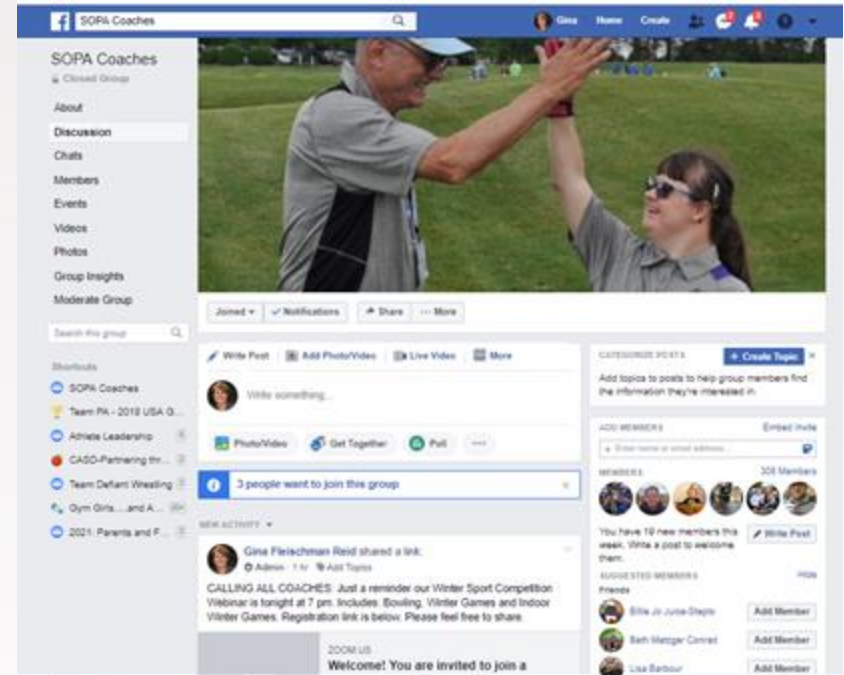 SOPA Coaches
Gina Home Create
SOPA Coaches
Closed Group
About
Discussion
Chats
Members
Events
Videos
Photos
Group Insights
Moderate Group
Search this group
Shortcuts
SOPA Coaches
Team PA - 2018 USA G...
Athlete Leadership
CASD-Partnering thr...
Team Defiant Wrestling
Gym Girls....and A...
2021: Parents and F...
Joined Notifications Share More
Write Post Add Photo/Video Live Video More
Write something...
Photo/Video Get Together Poll
3 people want to join this group
NEW ACTIVITY
Gina Fleischman Reid shared a link.
Admin · 1 hr · Add Topics
CALLING ALL COACHES: Just a reminder our Winter Sport Competition
Webinar is tonight at 7 pm. Includes: Bowling, Winter Games and Indoor
Winter Games. Registration link is below. Please feel free to share.
ZOOM.US
Welcome! You are invited to join a
CATEGORIZE POSTS + Create Topic
Add topics to posts to help group members find
the information they're interested in.
ADD MEMBERS Embed Invite
+ Enter name or email address...
MEMBERS 308 Members
You have 19 new members this
week. Write a post to welcome
them.
Write Post
SUGGESTED MEMBERS Hide
Friends
Add Member
Beth Metzger Conrad Add Member
Lisa Barbour Add Member